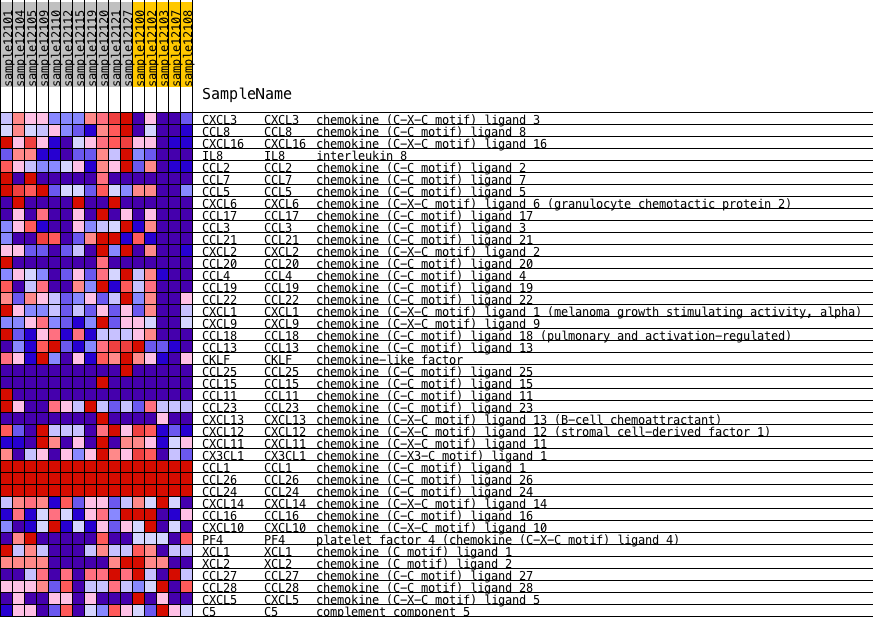 sample12101
sample12104
sample12105
sample12109
sample12110
sample12112
sample12115
sample12119
sample12120
sample12121
sample12127
sample12100
sample12102
sample12103
sample12107
sample12108
SampleName
CXCL3 CXCL3 chemokine (C-X-C motif) ligand 3
CCL8 CCL8 chemokine (C-C motif) ligand 8
CXCL16 CXCL16 chemokine (C-X-C motif) ligand 16
IL8 IL8 interleukin 8
CCL2 CCL2 chemokine (C-C motif) ligand 2
CCL7 CCL7 chemokine (C-C motif) ligand 7
CCL5 CCL5 chemokine (C-C motif) ligand 5
CXCL6 CXCL6 chemokine (C-X-C motif) ligand 6 (granulocyte chemotactic protein 2)
CCL17 CCL17 chemokine (C-C motif) ligand 17
CCL3 CCL3 chemokine (C-C motif) ligand 3
CCL21 CCL21 chemokine (C-C motif) ligand 21
CXCL2 CXCL2 chemokine (C-X-C motif) ligand 2
CCL20 CCL20 chemokine (C-C motif) ligand 20
CCL4 CCL4 chemokine (C-C motif) ligand 4
CCL19 CCL19 chemokine (C-C motif) ligand 19
CCL22 CCL22 chemokine (C-C motif) ligand 22
CXCL1 CXCL1 chemokine (C-X-C motif) ligand 1 (melanoma growth stimulating activity, alpha)
CXCL9 CXCL9 chemokine (C-X-C motif) ligand 9
CCL18 CCL18 chemokine (C-C motif) ligand 18 (pulmonary and activation-regulated)
CCL13 CCL13 chemokine (C-C motif) ligand 13
CKLF CKLF chemokine-like factor
CCL25 CCL25 chemokine (C-C motif) ligand 25
CCL15 CCL15 chemokine (C-C motif) ligand 15
CCL11 CCL11 chemokine (C-C motif) ligand 11
CCL23 CCL23 chemokine (C-C motif) ligand 23
CXCL13 CXCL13 chemokine (C-X-C motif) ligand 13 (B-cell chemoattractant)
CXCL12 CXCL12 chemokine (C-X-C motif) ligand 12 (stromal cell-derived factor 1)
CXCL11 CXCL11 chemokine (C-X-C motif) ligand 11
CX3CL1 CX3CL1 chemokine (C-X3-C motif) ligand 1
CCL1 CCL1 chemokine (C-C motif) ligand 1
CCL26 CCL26 chemokine (C-C motif) ligand 26
CCL24 CCL24 chemokine (C-C motif) ligand 24
CXCL14 CXCL14 chemokine (C-X-C motif) ligand 14
CCL16 CCL16 chemokine (C-C motif) ligand 16
CXCL10 CXCL10 chemokine (C-X-C motif) ligand 10
PF4 PF4 platelet factor 4 (chemokine (C-X-C motif) ligand 4)
XCL1 XCL1 chemokine (C motif) ligand 1
XCL2 XCL2 chemokine (C motif) ligand 2
CCL27 CCL27 chemokine (C-C motif) ligand 27
CCL28 CCL28 chemokine (C-C motif) ligand 28
CXCL5 CXCL5 chemokine (C-X-C motif) ligand 5
C5 C5 complement component 5